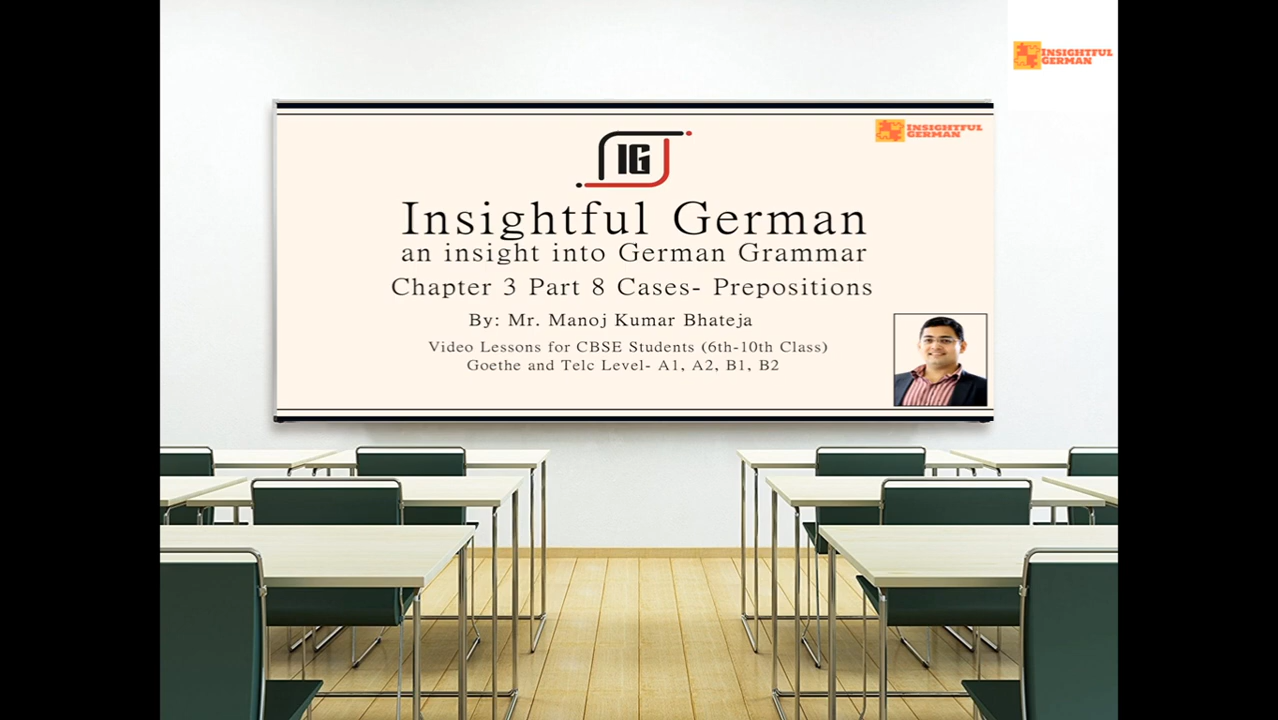 INSIGHTFUL
GERMAN
INSIGHTFUL
GERMAN
IG
Insightful German
an insight into German Grammar
Chapter 3 Part 8 Cases- Prepositions
By: Mr. Manoj Kumar Bhateja
Video Lessons for CBSE Students (6th-10th Class)
Goethe and Telc Level- A1, A2, B1, B2